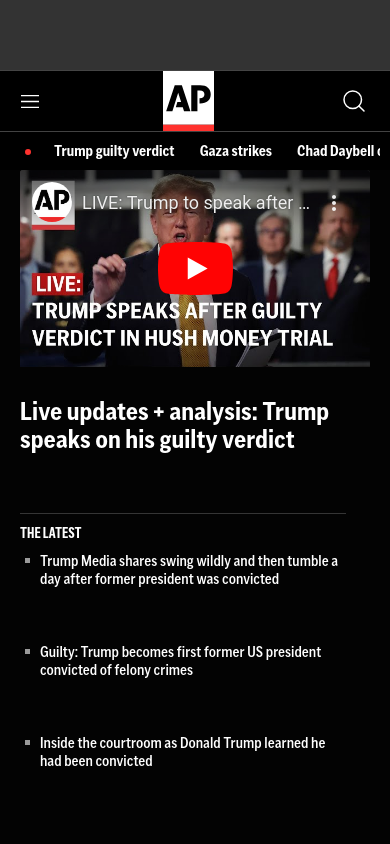 AP
Trump guilty verdict Gaza strikes Chad Daybell
AP LIVE: Trump to speak after ...
LIVE:
TRUMP SPEAKS AFTER GUILTY
VERDICT IN HUSH MONEY TRIAL
Live updates + analysis: Trump
speaks on his guilty verdict
THE LATEST
Trump Media shares swing wildly and then tumble a
day after former president was convicted
Guilty: Trump becomes first former US president
convicted of felony crimes
Inside the courtroom as Donald Trump learned he
had been convicted